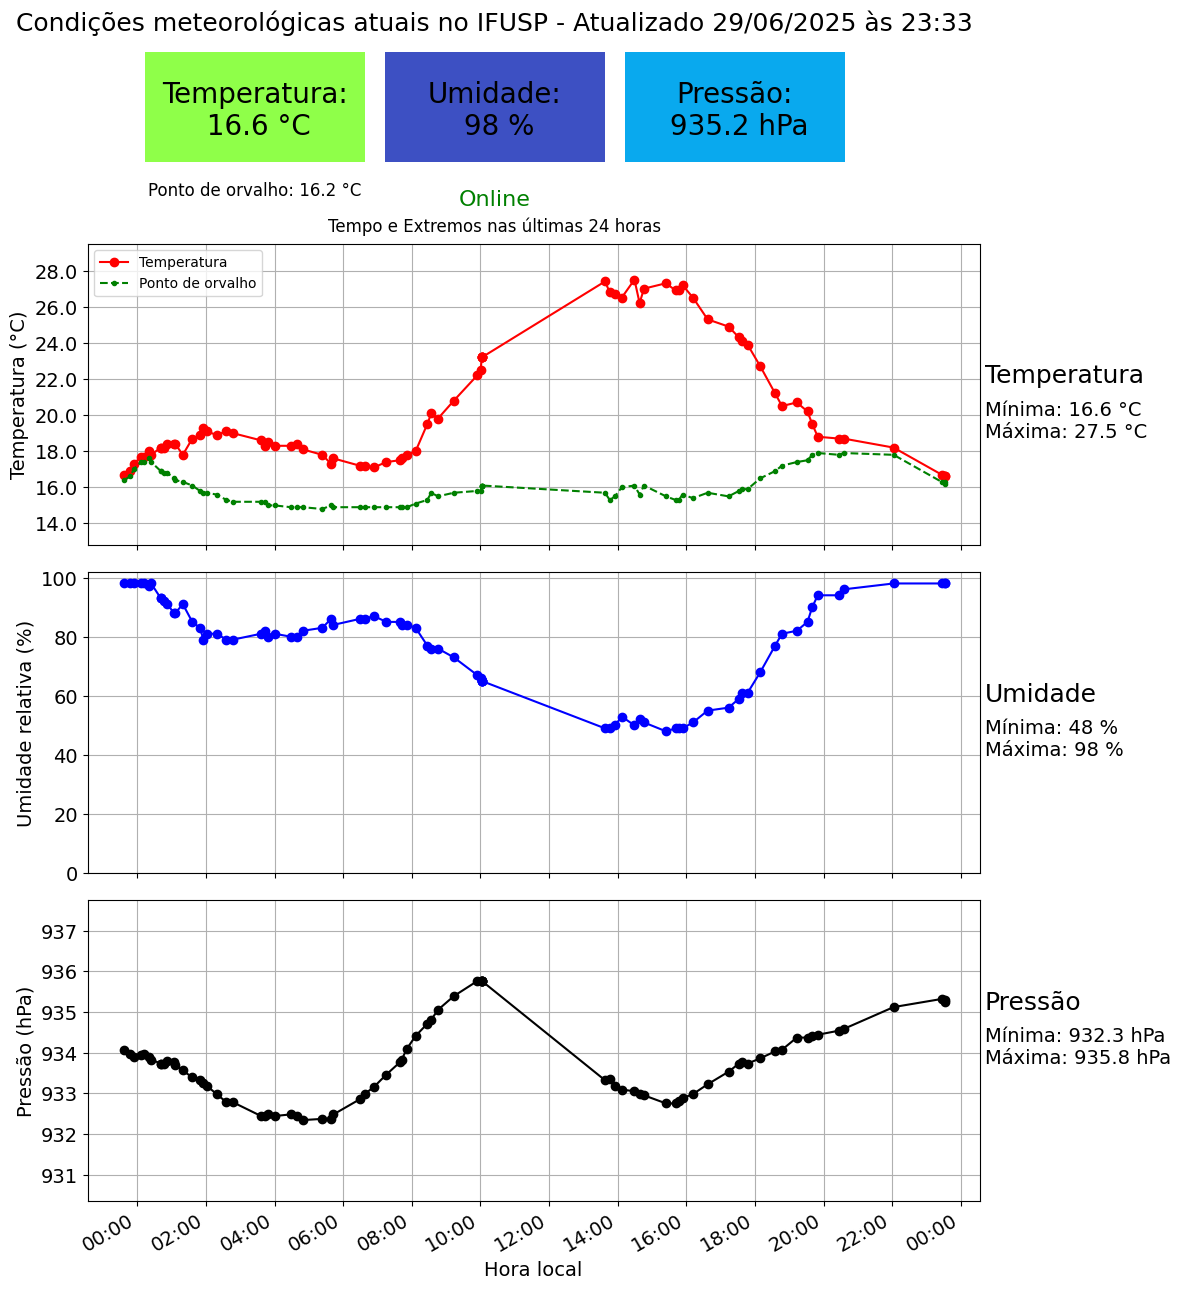 Condições meteorológicas atuais no IFUSP - Atualizado 29/06/2025 às 23:33
Temperatura:
16.6 °C
Umidade:
98 %
Pressão:
935.2 hPa
Ponto de orvalho: 16.2 °C
Online
Tempo e Extremos nas últimas 24 horas
Temperatura
Ponto de orvalho
Temperatura (°C)
28.0
26.0
24.0
22.0
20.0
18.0
16.0
14.0
Temperatura
Mínima: 16.6 °C
Máxima: 27.5 °C
Umidade relativa (%)
100
80
60
40
20
0
Umidade
Mínima: 48 %
Máxima: 98 %
Pressão (hPa)
937
936
935
934
933
932
931
Pressão
Mínima: 932.3 hPa
Máxima: 935.8 hPa
00:00 02:00 04:00 06:00 08:00 10:00 12:00 14:00 16:00 18:00 20:00 22:00 00:00
Hora local